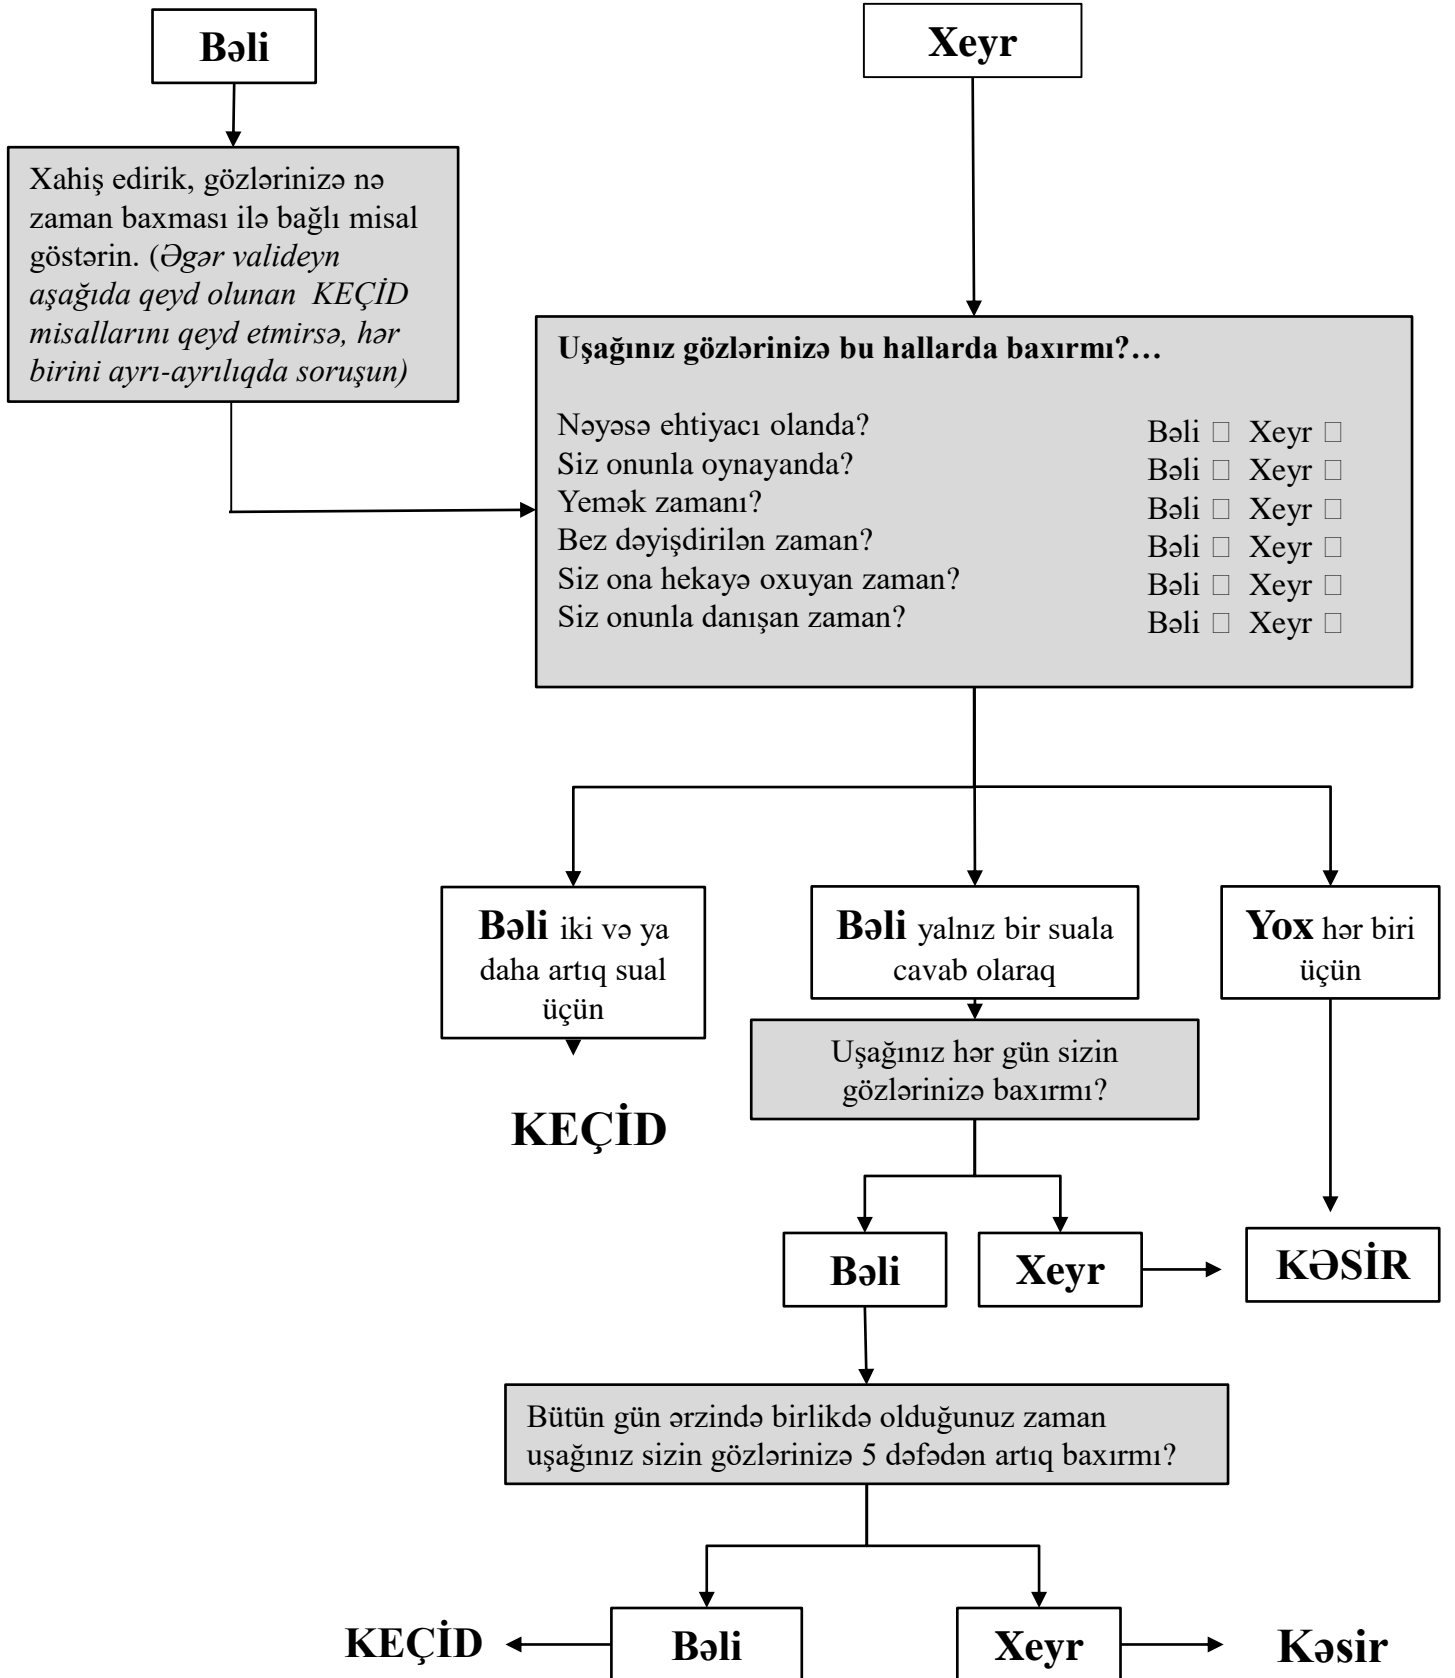 Bəli
Xeyr
Xahiş edirik, gözlərinizə nə
zaman baxması ilə bağlı misal
göstərin. (Əgər valideyn
aşağıda qeyd olunan KEÇİD
misallarını qeyd etmirsə, hər
birini ayrı-ayrılıqda soruşun)
Uşağınız gözlərinizə bu hallarda baxırmı?…
Nəyəsə ehtiyacı olanda? Bəli □ Xeyr □
Siz onunla oynayanda? Bəli □ Xeyr □
Yemək zamanı? Bəli □ Xeyr □
Bez dəyişdirilən zaman? Bəli □ Xeyr □
Siz ona hekayə oxuyan zaman? Bəli □ Xeyr □
Siz onunla danışan zaman? Bəli □ Xeyr □
Bəli iki və ya
daha artıq sual
üçün
Bəli yalnız bir suala
cavab olaraq
Yox hər biri
üçün
Uşağınız hər gün sizin
gözlərinizə baxırmı?
KEÇİD
Bəli
Xeyr
KƏSİR
Bütün gün ərzində birlikdə olduğunuz zaman
uşağınız sizin gözlərinizə 5 dəfədən artıq baxırmı?
KEÇİD
Bəli
Xeyr
Kəsir